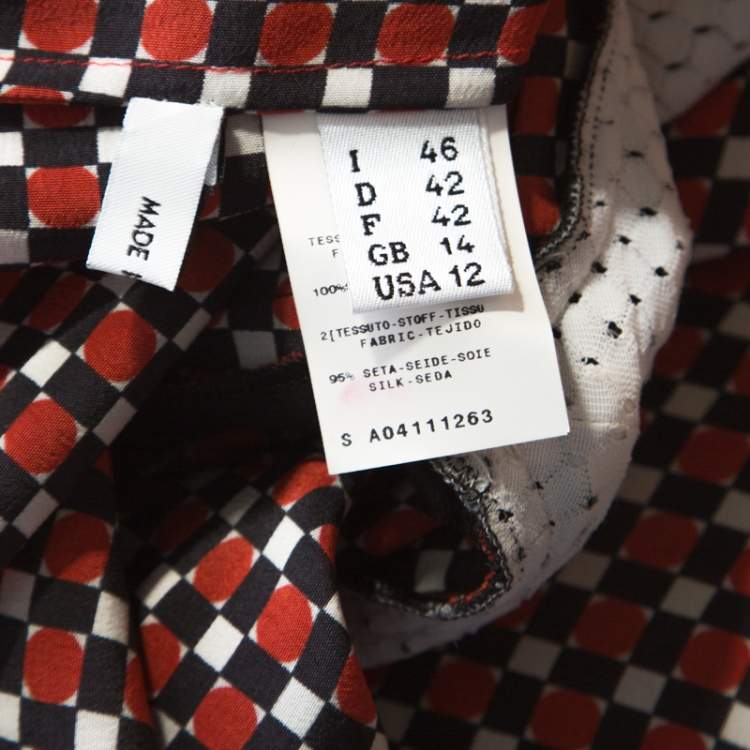 MADE
I 46
D 42
F 42
GB 14
USA 12
TESS
F
100%
2[TESSUTO-STOFF-TISSU
FABRIC-TEJIDO
95% SETA-SEIDE-SOIE
SILK-SEDA
S A04111263